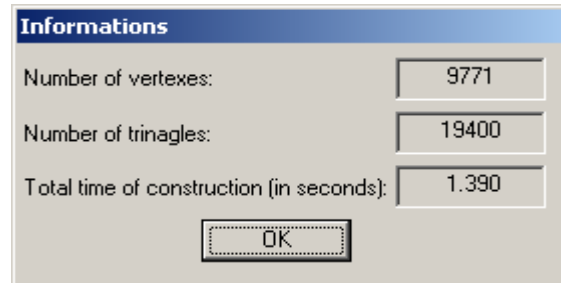 Informations
Number of vertexes: 9771
Number of trinagles: 19400
Total time of construction (in seconds): 1.390
OK